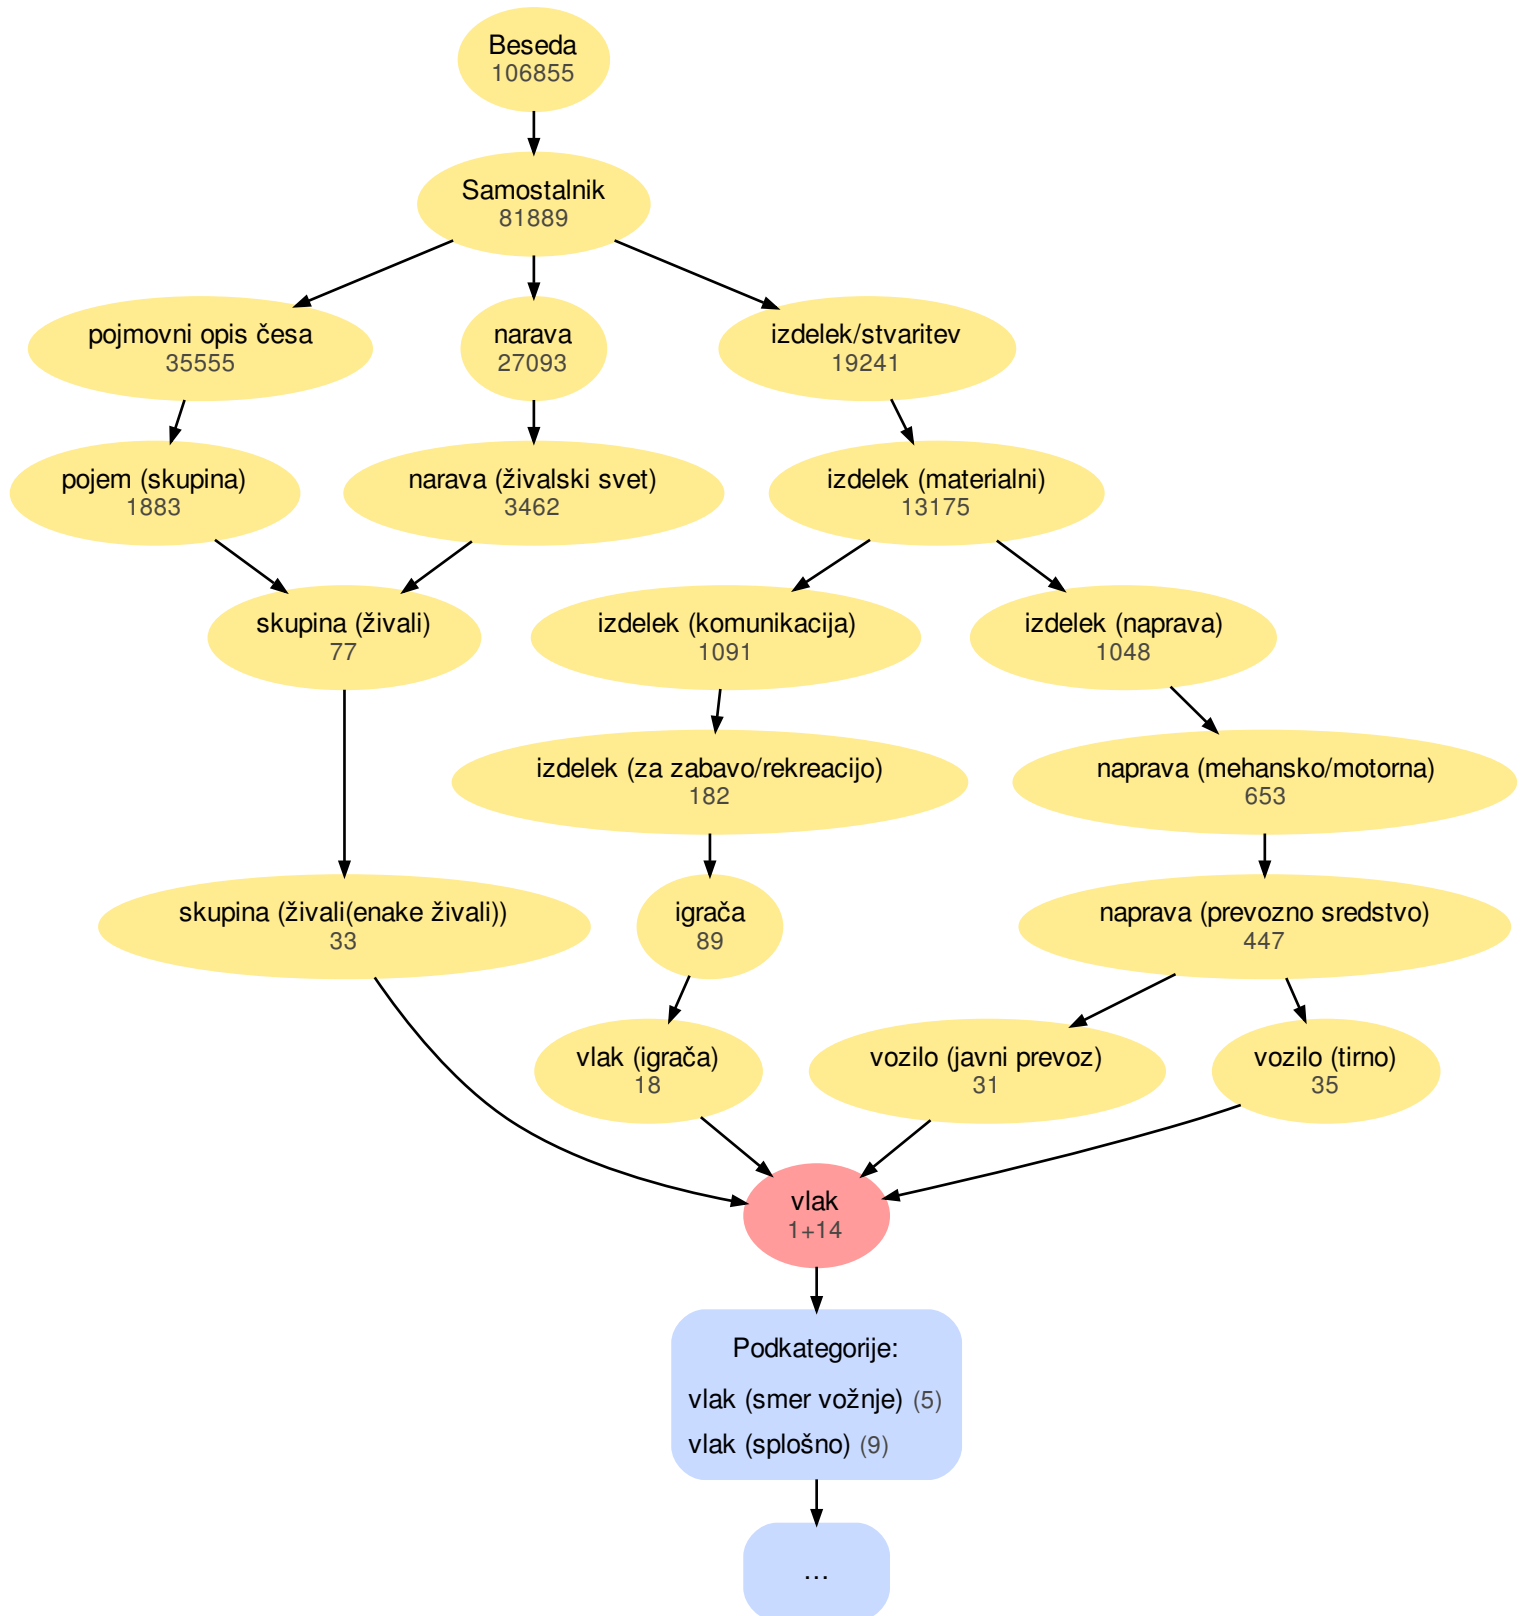 Beseda
106855
Samostalnik
81889
pojmovni opis česa
35555
narava
27093
izdelek/stvaritev
19241
pojem (skupina)
1883
narava (živalski svet)
3462
izdelek (materialni)
13175
skupina (živali)
77
izdelek (komunikacija)
1091
izdelek (naprava)
1048
izdelek (za zabavo/rekreacijo)
182
naprava (mehansko/motorna)
653
skupina (živali(enake živali))
33
igrača
89
naprava (prevozno sredstvo)
447
vlak (igrača)
18
vozilo (javni prevoz)
31
vozilo (tirno)
35
vlak
1+14
Podkategorije:
vlak (smer vožnje) (5)
vlak (splošno) (9)
...